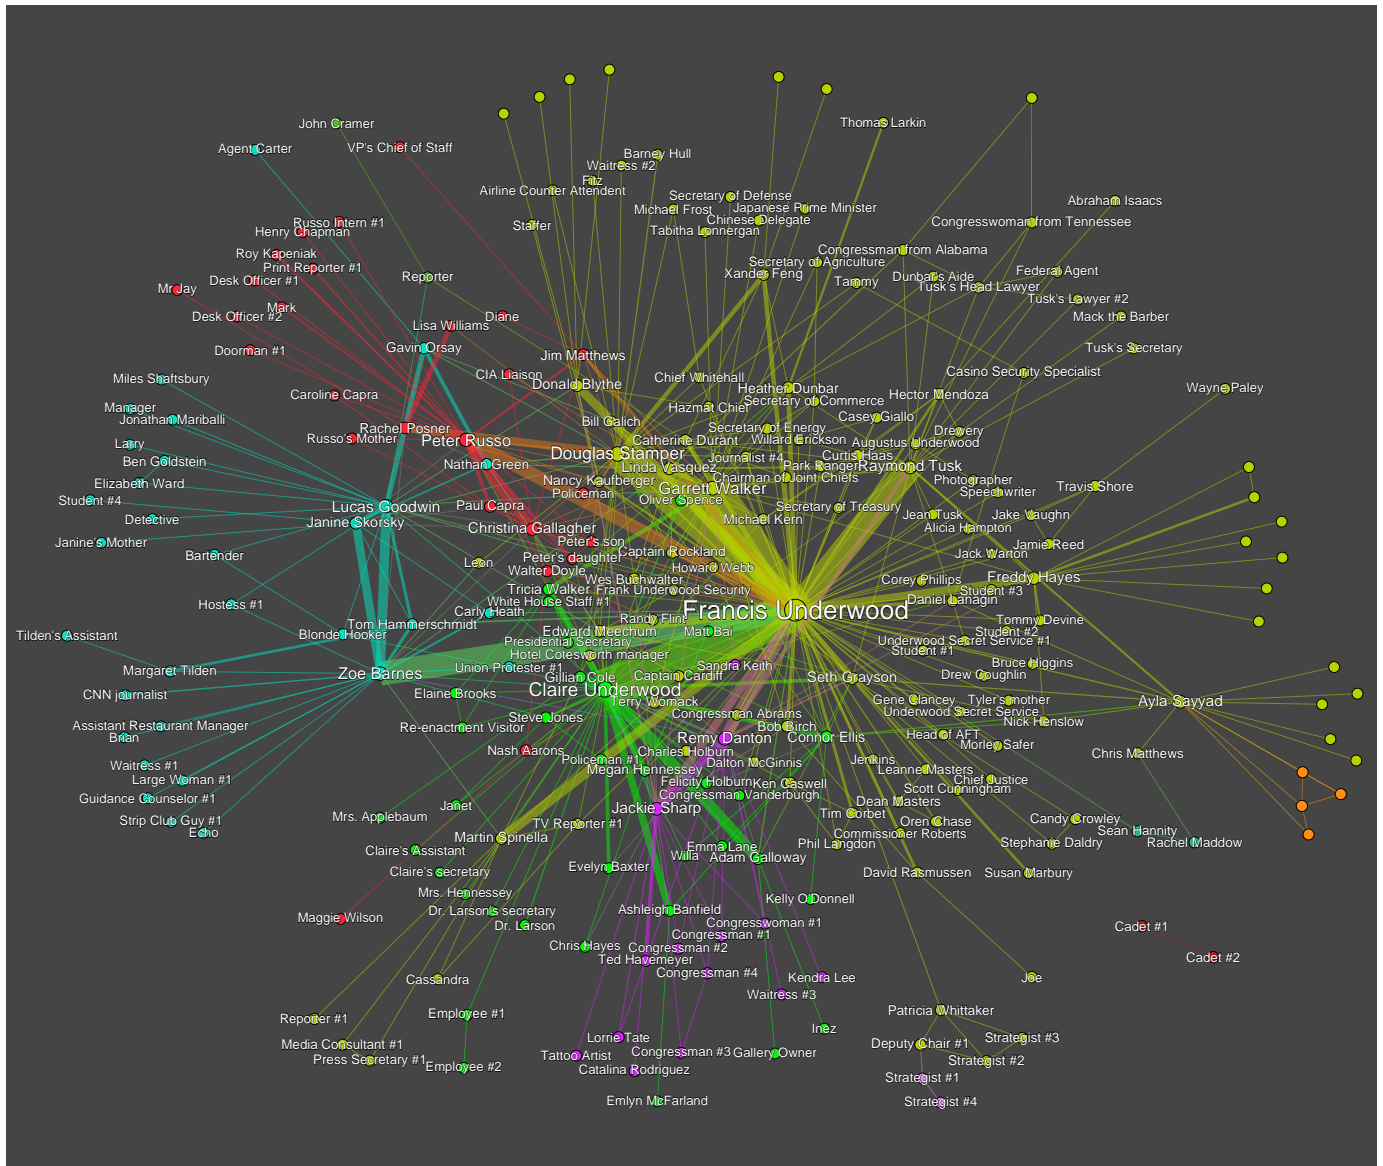 Thomas Larkin
John Cramer
VP's Chief of Staff
Agent Carter
Barney Hull
Waitress #2
Fitz
Airline Counter Attendent
Secretary of Defense
Abraham Isaacs
Michael Frost
Japanese Prime Minister
Chinese Delegate
Russo Intern #1
Henry Chapman
Staffer
Tabitha Lonnergan
Congresswoman from Tennessee
Roy Kapeniak
Congressman from Alabama
Print Reporter #1
Secretary of Agriculture
Reporter
Xander Feng
Federal Agent
Desk Officer #1
Tammy
Dunbar's Aide
Tusk's Head Lawyer
Mr Jay
Mark
Tusk's Lawyer #2
Desk Officer #2
Diane
Mack the Barber
Lisa Williams
Doorman #1
Gavin Orsay
Tusk's Secretary
Jim Matthews
Miles Shaftsbury
CIA Liaison
Chief Whitehall
Casino Security Specialist
Donald Blythe
Heather Dunbar
Wayne Paley
Caroline Capra
Hector Mendoza
Secretary of Commerce
Manager
Hazmat Chief
Jonathan Mariballi
Casey Giallo
Bill Galich
Rachel Posner
Secretary of Energy
Drewery
Russo's Mother
Peter Russo
Catherine Durant
Willard Erickson
Augustus Underwood
Larry
Douglas Stamper
Journalist #4
Curtis Haas
Ben Goldstein
Nathan Green
Linda Vasquez
Park Ranger
Raymond Tusk
Elizabeth Ward
Nancy Kaufberger
Chairman of Joint Chiefs
Photographer
Policeman
Garrett Walker
Speechwriter
Travis Shore
Student #4
Oliver Spence
Lucas Goodwin
Paul Capra
Secretary of Treasury
Detective
Janine Skorsky
Michael Kern
Jean Tusk
Jake Vaughn
Christina Gallagher
Alicia Hampton
Janine's Mother
Peter's son
Jamie Reed
Bartender
Captain Rockland
Jack Warton
Leon
Peter's daughter
Howard Webb
Walter Doyle
Wes Buchwalter
Corey Phillips
Freddy Hayes
Tricia Walker
Frank Underwood Security
Student #3
Hostess #1
White House Staff #1
Daniel Lanagin
Carly Heath
Francis Underwood
Tom Hammerschmidt
Randy Flint
Tommy Devine
Tilden's Assistant
Blonde Hooker
Edward Meechum
Matt Bai
Student #2
Presidential Secretary
Underwood Secret Service #1
Hotel Cotesworth manager
Student #1
Margaret Tilden
Zoe Barnes
Union Protester #1
Sandra Keith
Bruce Higgins
Gillian Cole
Captain Cardiff
Seth Grayson
Drew Coughlin
CNN journalist
Elaine Brooks
Claire Underwood
Terry Womack
Gene Clancey
Tyler's mother
Ayla Sayyad
Assistant Restaurant Manager
Re-enactment Visitor
Steve Jones
Congressman Abrams
Underwood Secret Service
Nick Henslow
Brian
Bob Birch
Remy Danton
Connor Ellis
Head of AFT
Nash Aarons
Charles Holburn
Morley Safer
Chris Matthews
Waitress #1
Policeman #1
Dalton McGinnis
Jenkins
Megan Hennessey
Leanne Masters
Large Woman #1
Felicity Holburn
Ken Caswell
Chief Justice
Scott Cunningham
Guidance Counselor #1
Congressman Vanderburgh
Janet
Jackie Sharp
Dean Masters
Mrs. Applebaum
Tim Corbet
Strip Club Guy #1
TV Reporter #1
Oren Chase
Candy Crowley
Echo
Martin Spinella
Commissioner Roberts
Sean Hannity
Phil Langdon
Stephanie Daldry
Rachel Maddow
Claire's Assistant
Emma Lane
Willa
Adam Galloway
Claire's secretary
Evelyn Baxter
David Rasmussen
Susan Marbury
Mrs. Hennessey
Kelly O'Donnell
Dr. Larson's secretary
Ashleigh Banfield
Maggie Wilson
Dr. Larson
Congresswoman #1
Cadet #1
Congressman #1
Chris Hayes
Congressman #2
Cadet #2
Ted Havemeyer
Cassandra
Congressman #4
Kendra Lee
Joe
Waitress #3
Reporter #1
Employee #1
Patricia Whittaker
Inez
Media Consultant #1
Lorrie Tate
Strategist #3
Press Secretary #1
Tattoo Artist
Congressman #3
Gallery Owner
Deputy Chair #1
Employee #2
Catalina Rodriguez
Strategist #2
Strategist #1
Emlyn McFarland
Strategist #4